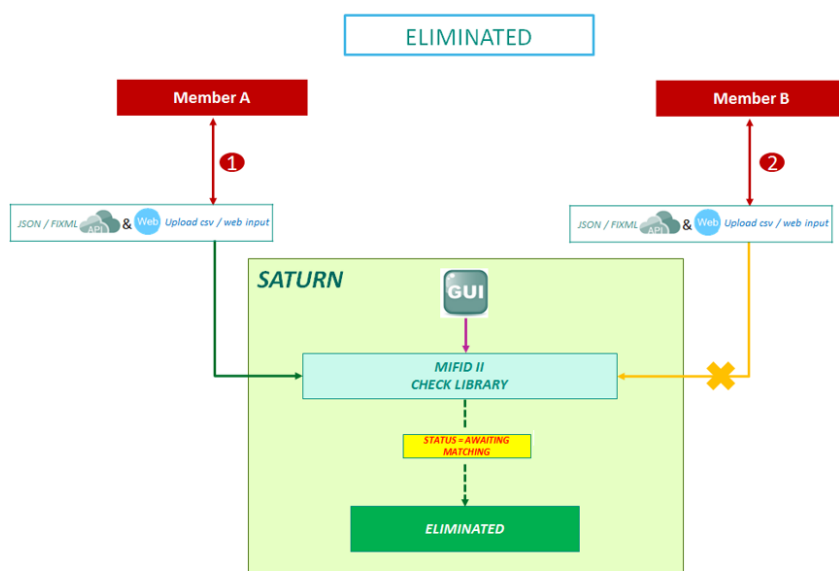 ELIMINATED
Member A
Member B
1
2
JSON / FIXML API & Web Upload csv / web input
JSON / FIXML API & Web Upload csv / web input
SATURN
GUI
MIFID II
CHECK LIBRARY
STATUS = AWAITING
MATCHING
ELIMINATED